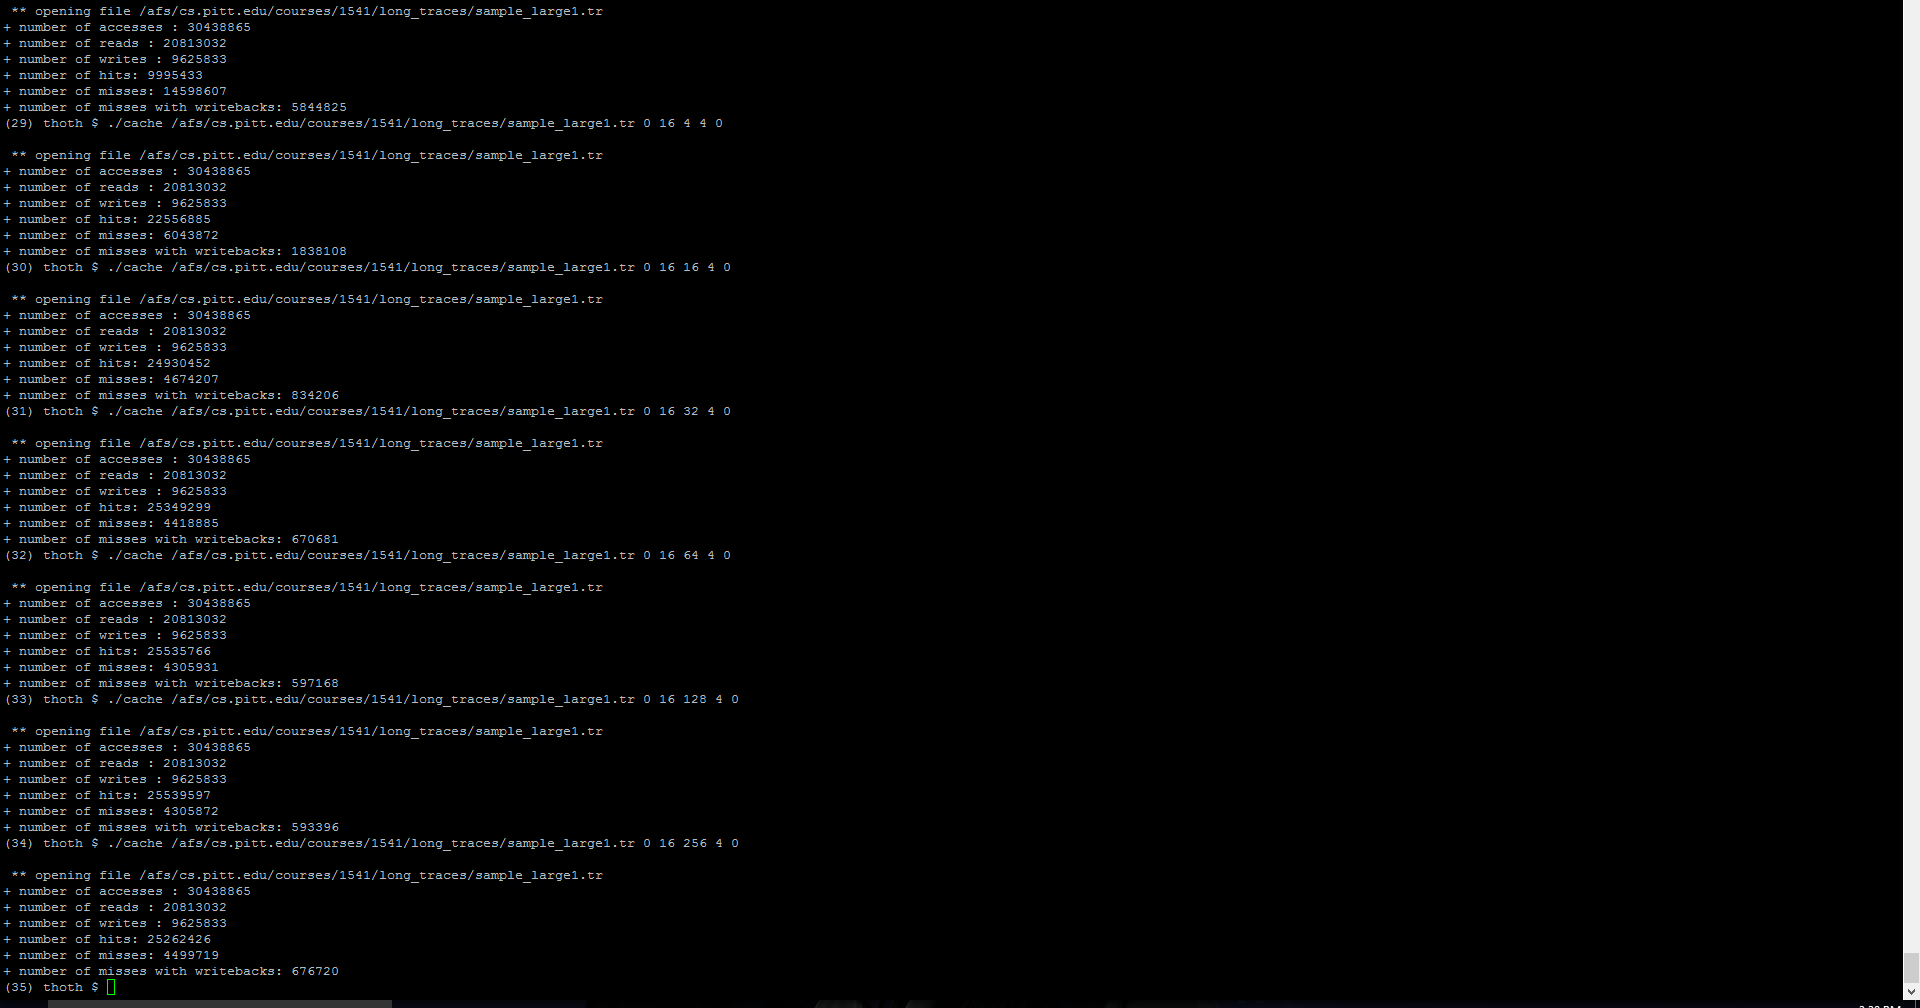 ** opening file /afs/cs.pitt.edu/courses/1541/long_traces/sample_large1.tr
+ number of accesses : 30438865
+ number of reads : 20813032
+ number of writes : 9625833
+ number of hits: 9995433
+ number of misses: 14598607
+ number of misses with writebacks: 5844825
(29) thoth $ ./cache /afs/cs.pitt.edu/courses/1541/long_traces/sample_large1.tr 0 16 4 4 0
** opening file /afs/cs.pitt.edu/courses/1541/long_traces/sample_large1.tr
+ number of accesses : 30438865
+ number of reads : 20813032
+ number of writes : 9625833
+ number of hits: 22556885
+ number of misses: 6043872
+ number of misses with writebacks: 1838108
(30) thoth $ ./cache /afs/cs.pitt.edu/courses/1541/long_traces/sample_large1.tr 0 16 16 4 0
** opening file /afs/cs.pitt.edu/courses/1541/long_traces/sample_large1.tr
+ number of accesses : 30438865
+ number of reads : 20813032
+ number of writes : 9625833
+ number of hits: 24930452
+ number of misses: 4674207
+ number of misses with writebacks: 834206
(31) thoth $ ./cache /afs/cs.pitt.edu/courses/1541/long_traces/sample_large1.tr 0 16 32 4 0
** opening file /afs/cs.pitt.edu/courses/1541/long_traces/sample_large1.tr
+ number of accesses : 30438865
+ number of reads : 20813032
+ number of writes : 9625833
+ number of hits: 25349299
+ number of misses: 4418885
+ number of misses with writebacks: 670681
(32) thoth $ ./cache /afs/cs.pitt.edu/courses/1541/long_traces/sample_large1.tr 0 16 64 4 0
** opening file /afs/cs.pitt.edu/courses/1541/long_traces/sample_large1.tr
+ number of accesses : 30438865
+ number of reads : 20813032
+ number of writes : 9625833
+ number of hits: 25535766
+ number of misses: 4305931
+ number of misses with writebacks: 597168
(33) thoth $ ./cache /afs/cs.pitt.edu/courses/1541/long_traces/sample_large1.tr 0 16 128 4 0
** opening file /afs/cs.pitt.edu/courses/1541/long_traces/sample_large1.tr
+ number of accesses : 30438865
+ number of reads : 20813032
+ number of writes : 9625833
+ number of hits: 25539597
+ number of misses: 4305872
+ number of misses with writebacks: 593396
(34) thoth $ ./cache /afs/cs.pitt.edu/courses/1541/long_traces/sample_large1.tr 0 16 256 4 0
** opening file /afs/cs.pitt.edu/courses/1541/long_traces/sample_large1.tr
+ number of accesses : 30438865
+ number of reads : 20813032
+ number of writes : 9625833
+ number of hits: 25262426
+ number of misses: 4499719
+ number of misses with writebacks: 676720
(35) thoth $